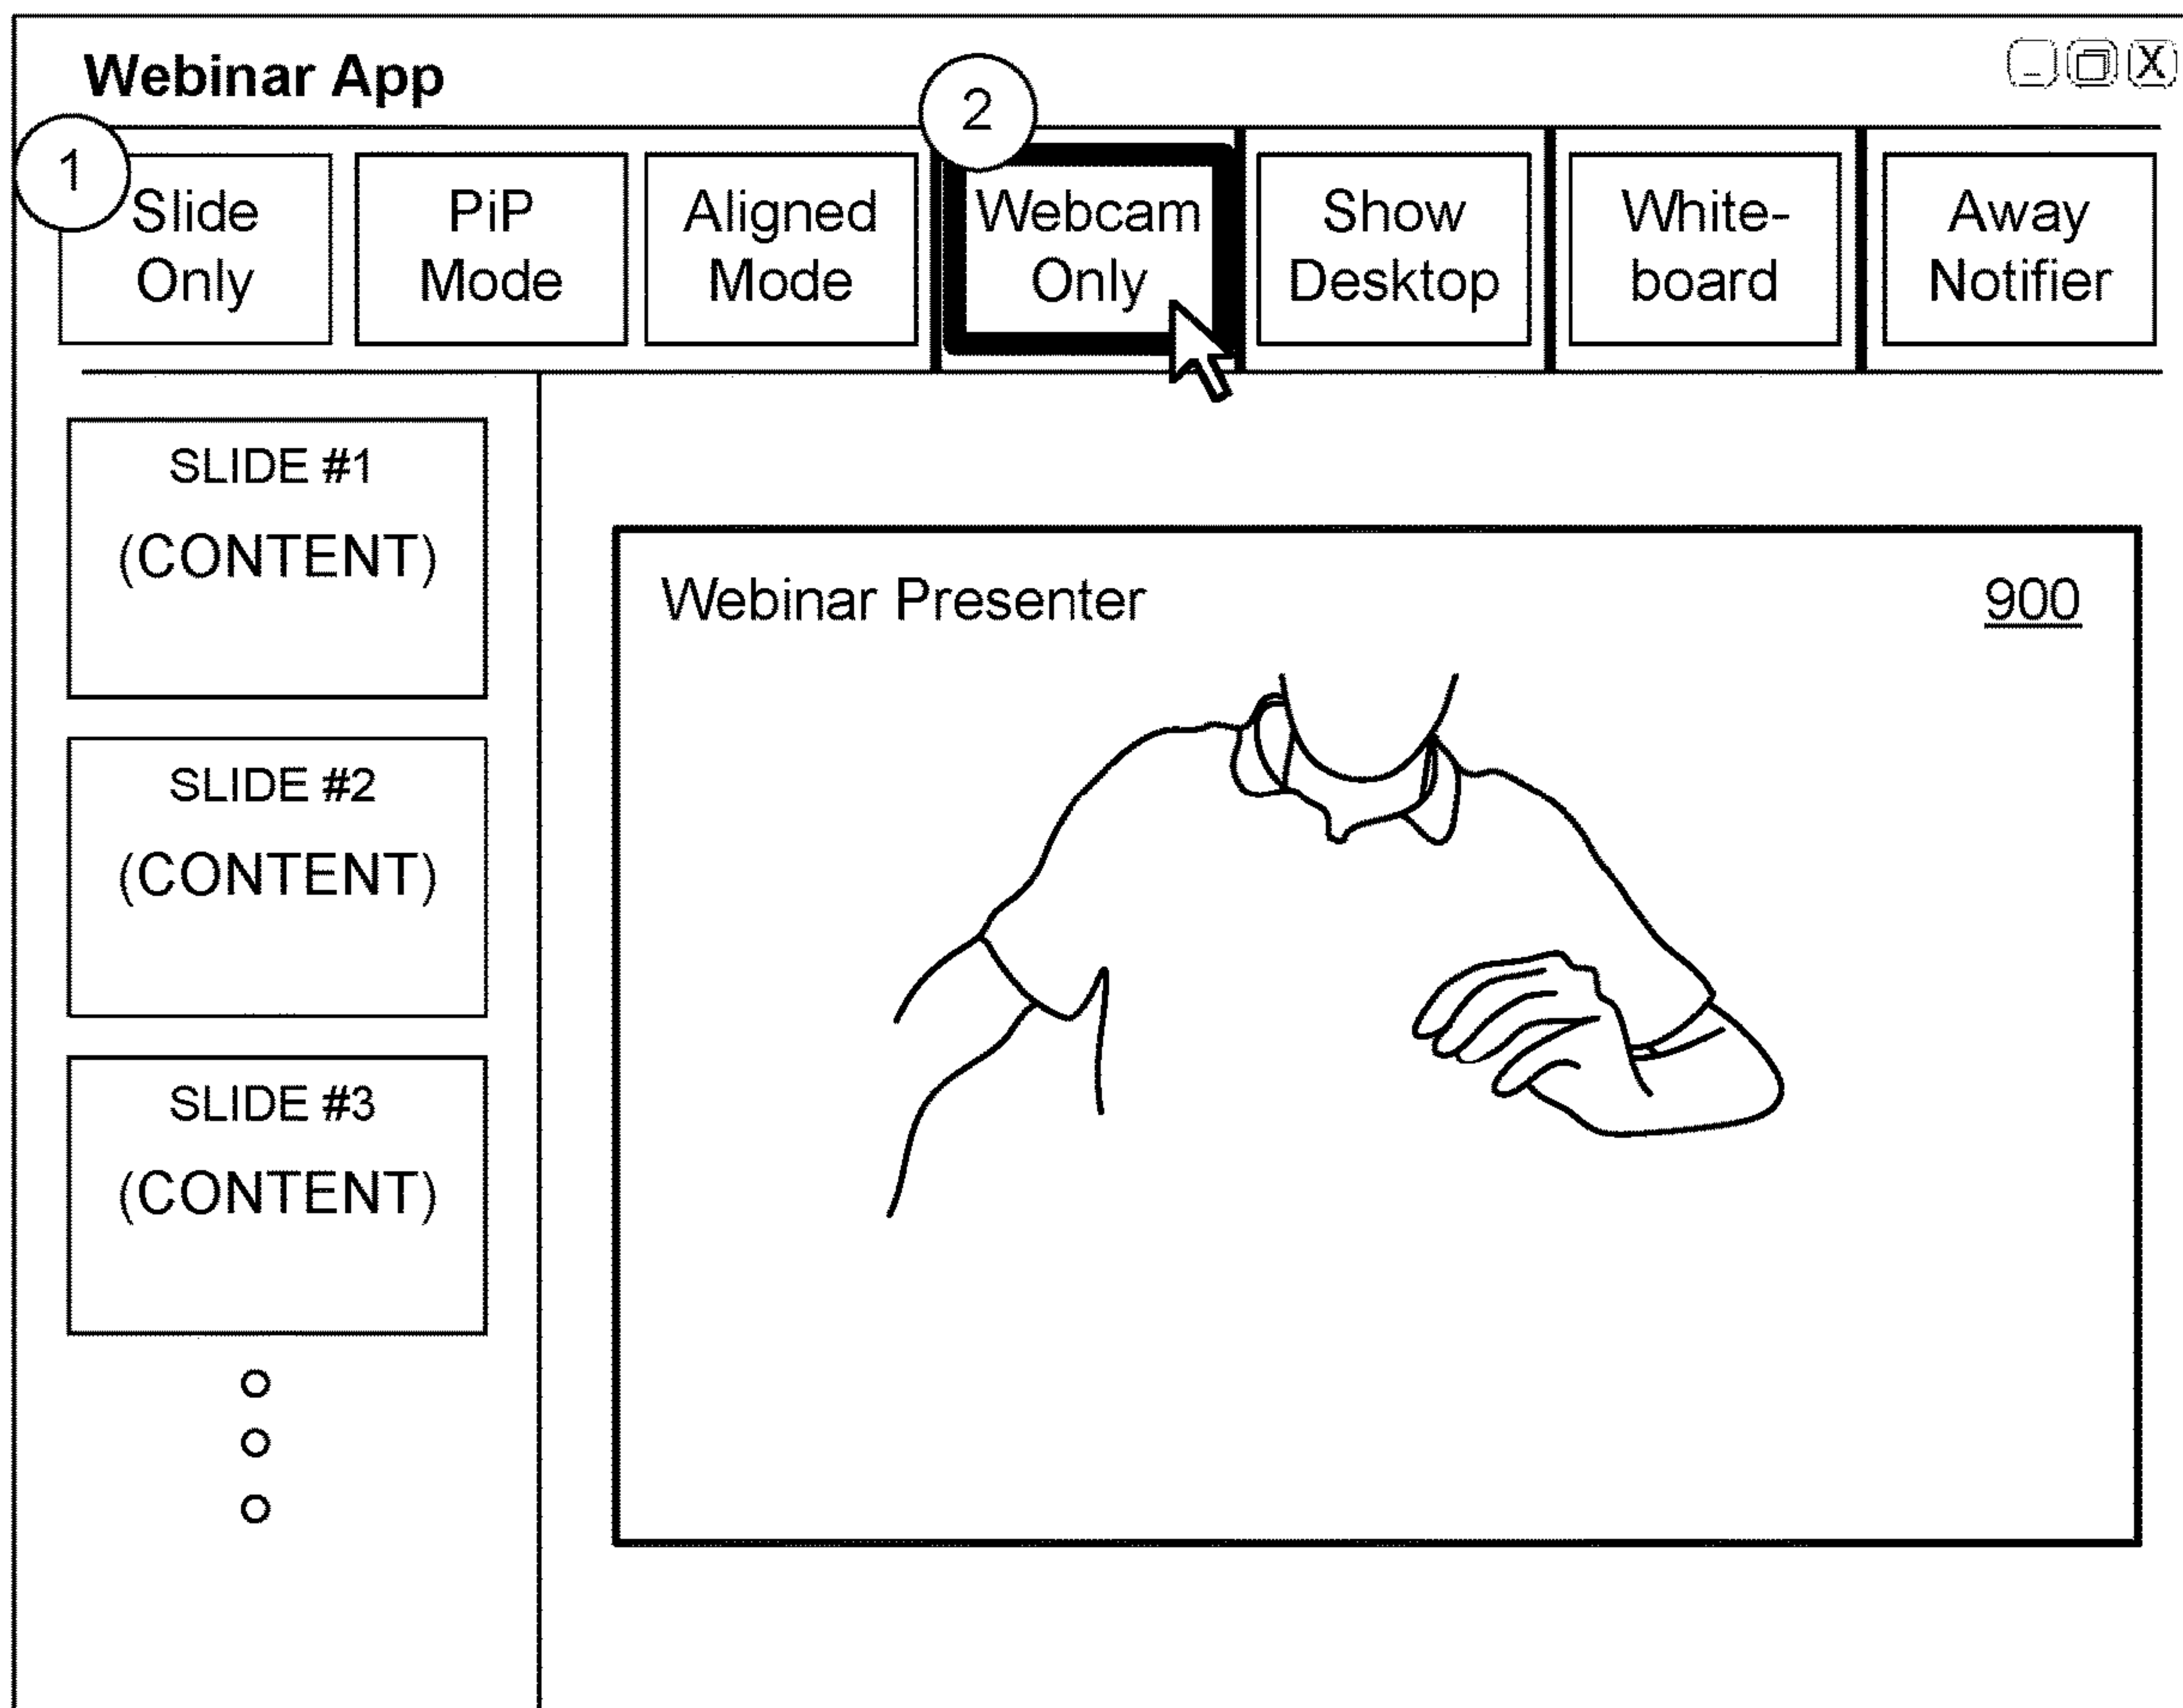 Webinar App
X
1
2
Slide
Only
PiP
Mode
Aligned
Mode
Webcam
Only
Show
Desktop
White-
board
Away
Notifier
SLIDE #1
(CONTENT)
SLIDE #2
(CONTENT)
SLIDE #3
(CONTENT)
Webinar Presenter
900